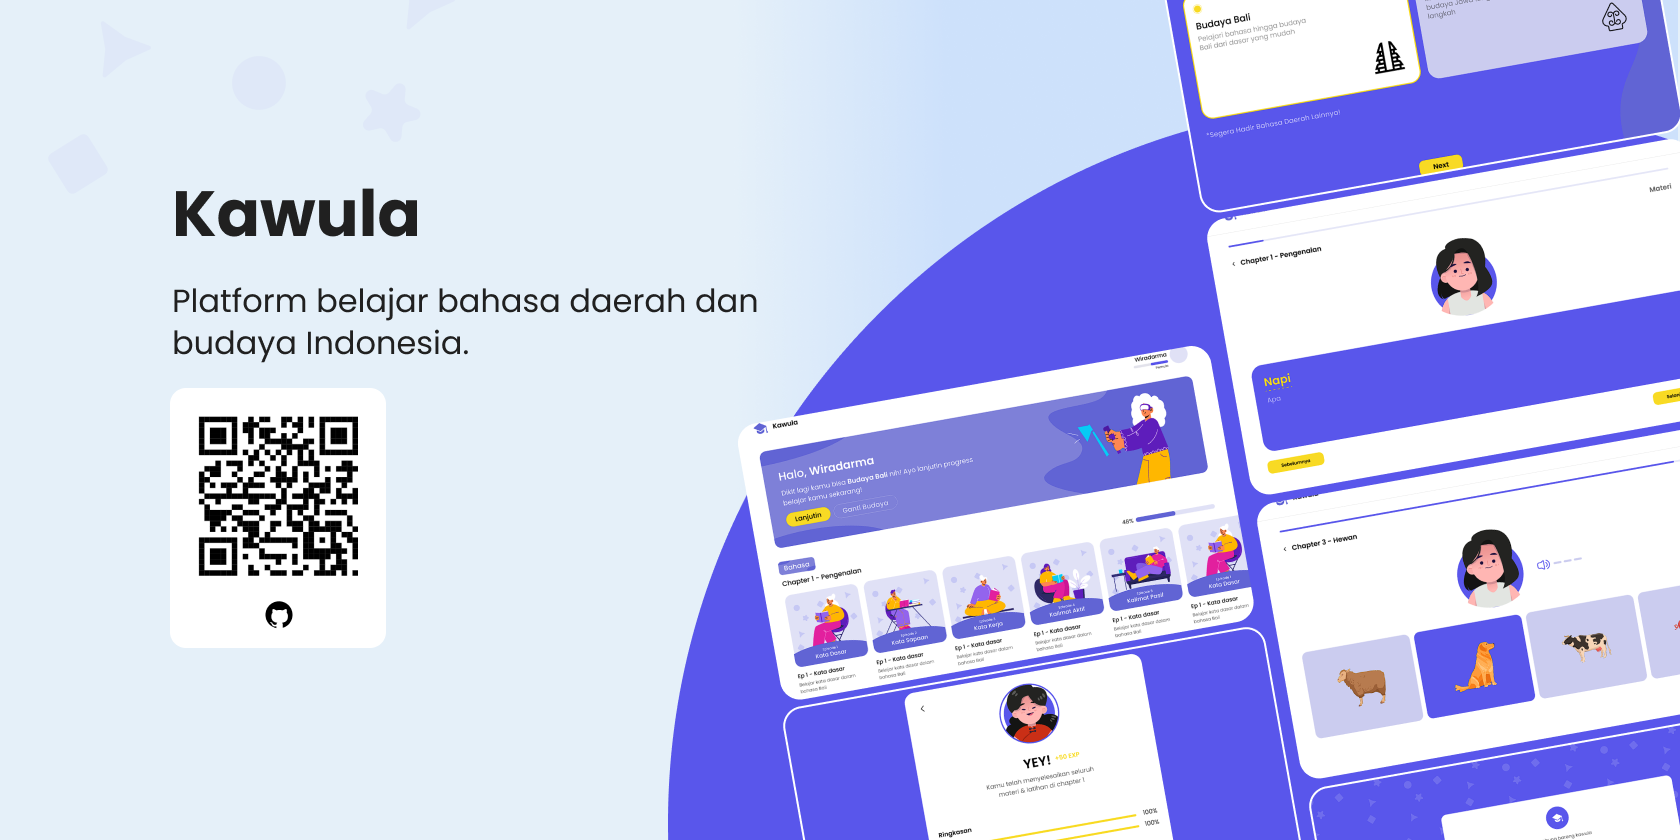 Kawula
Platform belajar bahasa daerah dan
budaya Indonesia.
Budaya Bali
Pelajari bahasa hingga budaya
Bali dari dasar yang mudah
langkah
*Segera Hadir Bahasa Daerah Lainnya!
Next
Materi
Chapter 1 - Pengenalan
Napi
Apa
Sebelumnya
Chapter 3 - Hewan
Wiradarma
Kawula
Halo, Wiradarma
Dikit lagi kamu bisa Budaya Bali nih! Ayo lanjutin progress
belajar kamu sekarang!
Lanjutin
Ganti Budaya
48%
Bahasa
Chapter 1 - Pengenalan
Episode 1
Kata Dasar
Ep 1 - Kata dasar
Belajar kata dasar dalam
bahasa Bali
Episode 2
Kata Sapaan
Ep 1 - Kata dasar
Belajar kata dasar dalam
bahasa Bali
Kata Kerja
Ep 1 - Kata dasar
Belajar kata dasar dalam
bahasa Bali
Kalimat Aktif
Ep 1 - Kata dasar
Belajar kata dasar dalam
bahasa Bali
Kalimat Pasif
Ep 1 - Kata dasar
Belajar kata dasar dalam
bahasa Bali
Kata Dasar
Ep 1 - Kata dasar
Belajar kata dasar dalam
bahasa Bali
YEY!
+50 EXP
Kamu telah menyelesaikan seluruh
materi & latihan di chapter 1
Ringkasan
100%
100%